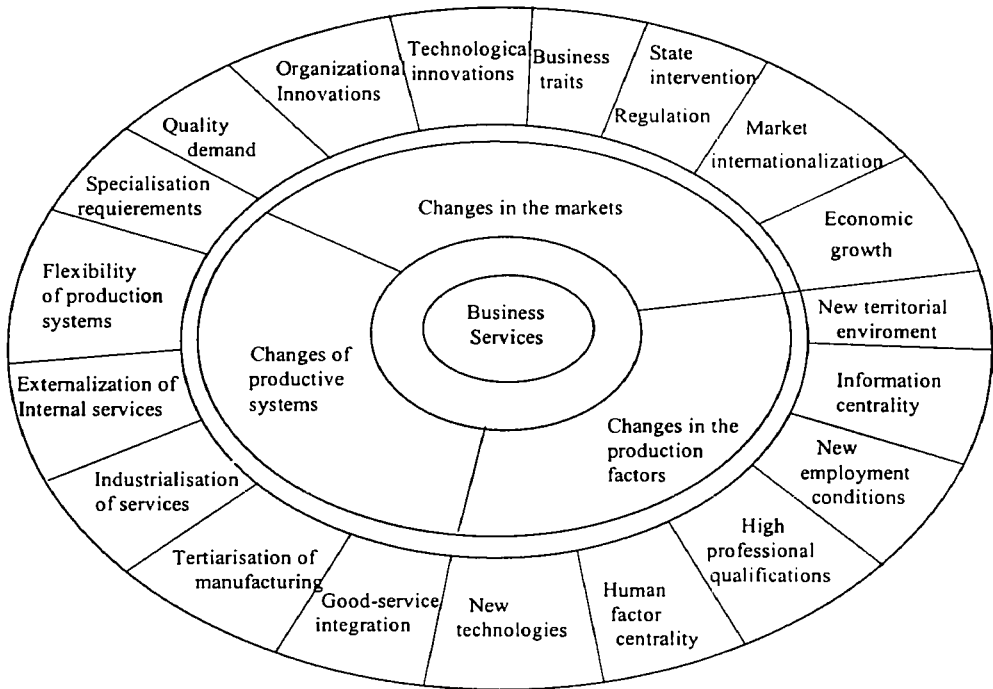 Technological
innovations
Business
traits
State
intervention
Regulation
Market
internationalization
Economic
growth
New territorial
enviroment
Information
centrality
New
employment
conditions
High
professional
qualifications
Human
factor
centrality
New
technologies
Good-service
integration
Tertiarisation of
manufacturing
Industrialisation
of services
Externalization of
Internal services
Flexibility
of production
systems
Specialisation
requierements
Quality
demand
Organizational
Innovations
Changes in the markets
Changes of
productive
systems
Changes in the
production
factors
Business
Services